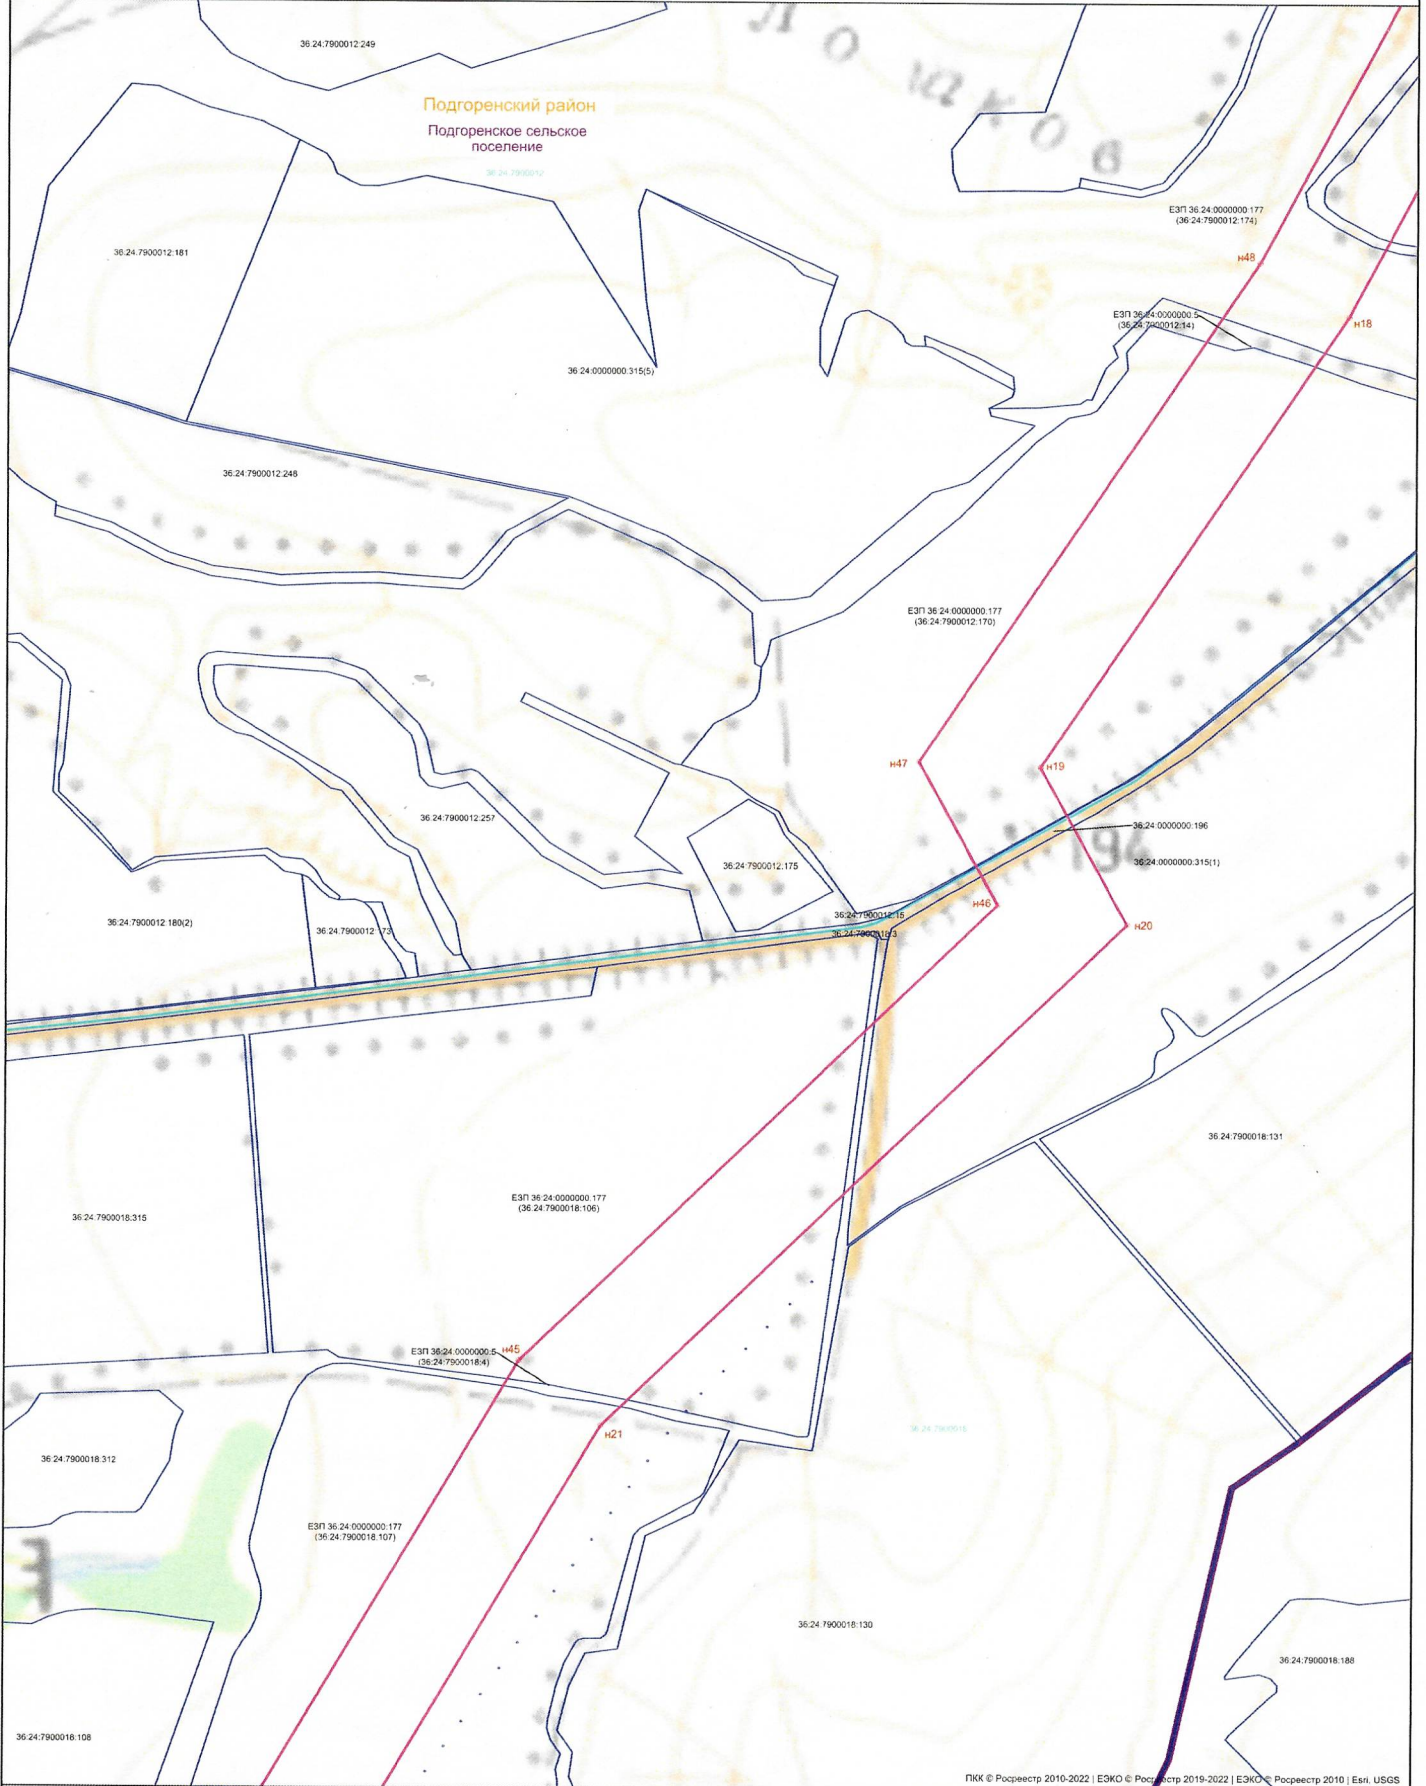 36:24:7900012:249
Л О Ш К О В
Подгоренский район
Подгоренское сельское
поселение
36:24:7900012
ЕЗП 36:24:0000000:177
(36:24:7900012:174)
36:24:7900012:181
н48
ЕЗП 36:24:0000000:5
(36:24:7900012:14)
н18
36:24:0000000:315(5)
36:24:7900012:248
ЕЗП 36:24:0000000:177
(36:24:7900012:170)
н47
н19
36:24:7900012:257
36:24:0000000:196
194
36:24:0000000:315(1)
36:24:7900012:175
н46
36:24:7900012:15
36:24:7900012:180(2)
н20
36:24:7900018:3
36:24:7900018:131
ЕЗП 36:24:0000000:177
(36:24:7900018:106)
36:24:7900018:315
ЕЗП 36:24:0000000:5
(36:24:7900018:4)
н45
н21
36:24:7900018
36:24:7900018:312
ЕЗП 36:24:0000000:177
(36:24:7900018:107)
36:24:7900018:130
36:24:7900018:188
36:24:7900018:108
ПКК © Росреестр 2010-2022 | ЕЭКО © Росреестр 2019-2022 | ЕЭКО © Росреестр 2010 | Esri, USGS